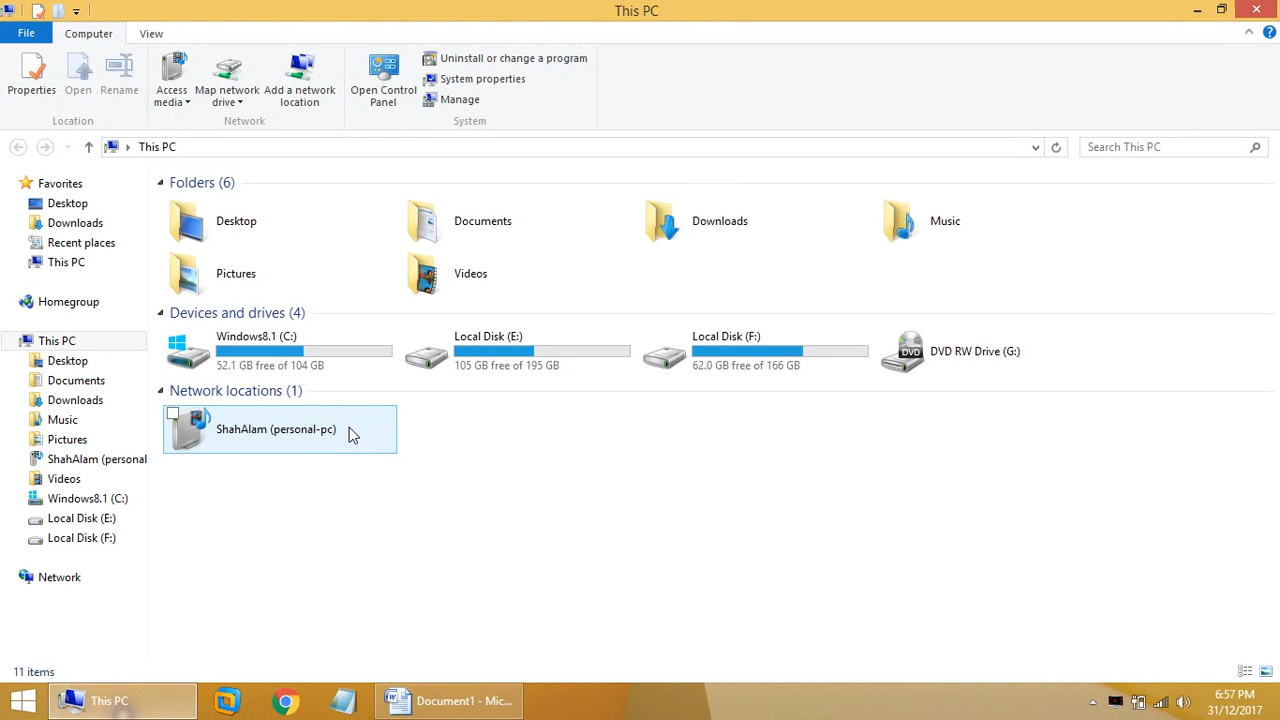 This PC
File
Computer
View
Properties
Open
Rename
Access media
Map network drive
Add a network location
Open Control Panel
Uninstall or change a program
System properties
Manage
Location
Network
System
This PC
Search This PC
Favorites
Desktop
Downloads
Recent places
This PC
Homegroup
This PC
Desktop
Documents
Downloads
Music
Pictures
ShahAlam (personal
Videos
Windows8.1 (C:)
Local Disk (E:)
Local Disk (F:)
Network
Folders (6)
Desktop
Documents
Downloads
Music
Pictures
Videos
Devices and drives (4)
Windows8.1 (C:)
52.1 GB free of 104 GB
Local Disk (E:)
105 GB free of 195 GB
Local Disk (F:)
62.0 GB free of 166 GB
DVD
DVD RW Drive (G:)
Network locations (1)
ShahAlam (personal-pc)
11 items
This PC
Document1 - Mic...
6:57 PM
31/12/2017